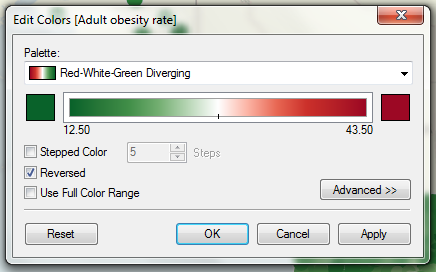 Edit Colors [Adult obesity rate]
Palette:
Red-White-Green Diverging
12.50 43.50
Stepped Color 5 Steps
Reversed
Use Full Color Range
Advanced >>
Reset OK Cancel Apply